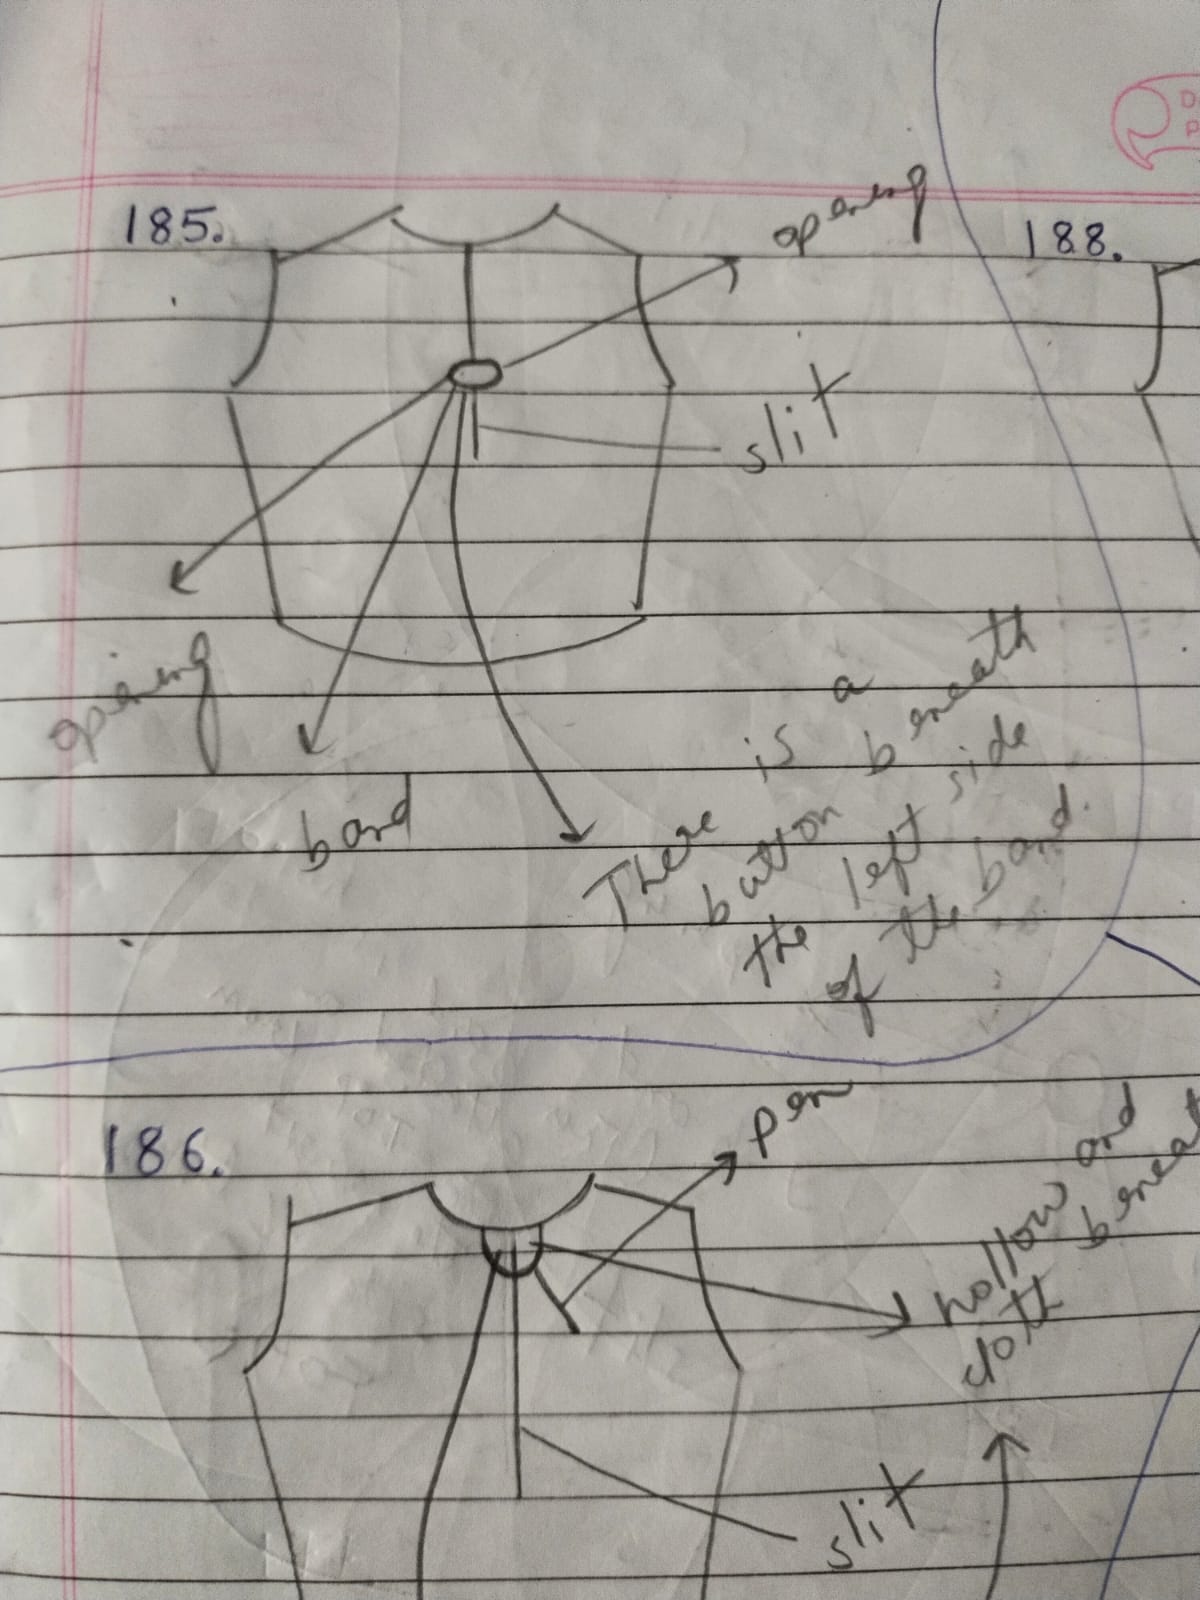 185.
opening
188.
slit
opening
band
There is a
button beneath
the left side
of the band.
186.
pen
hollow and
beneat
cloth
slit